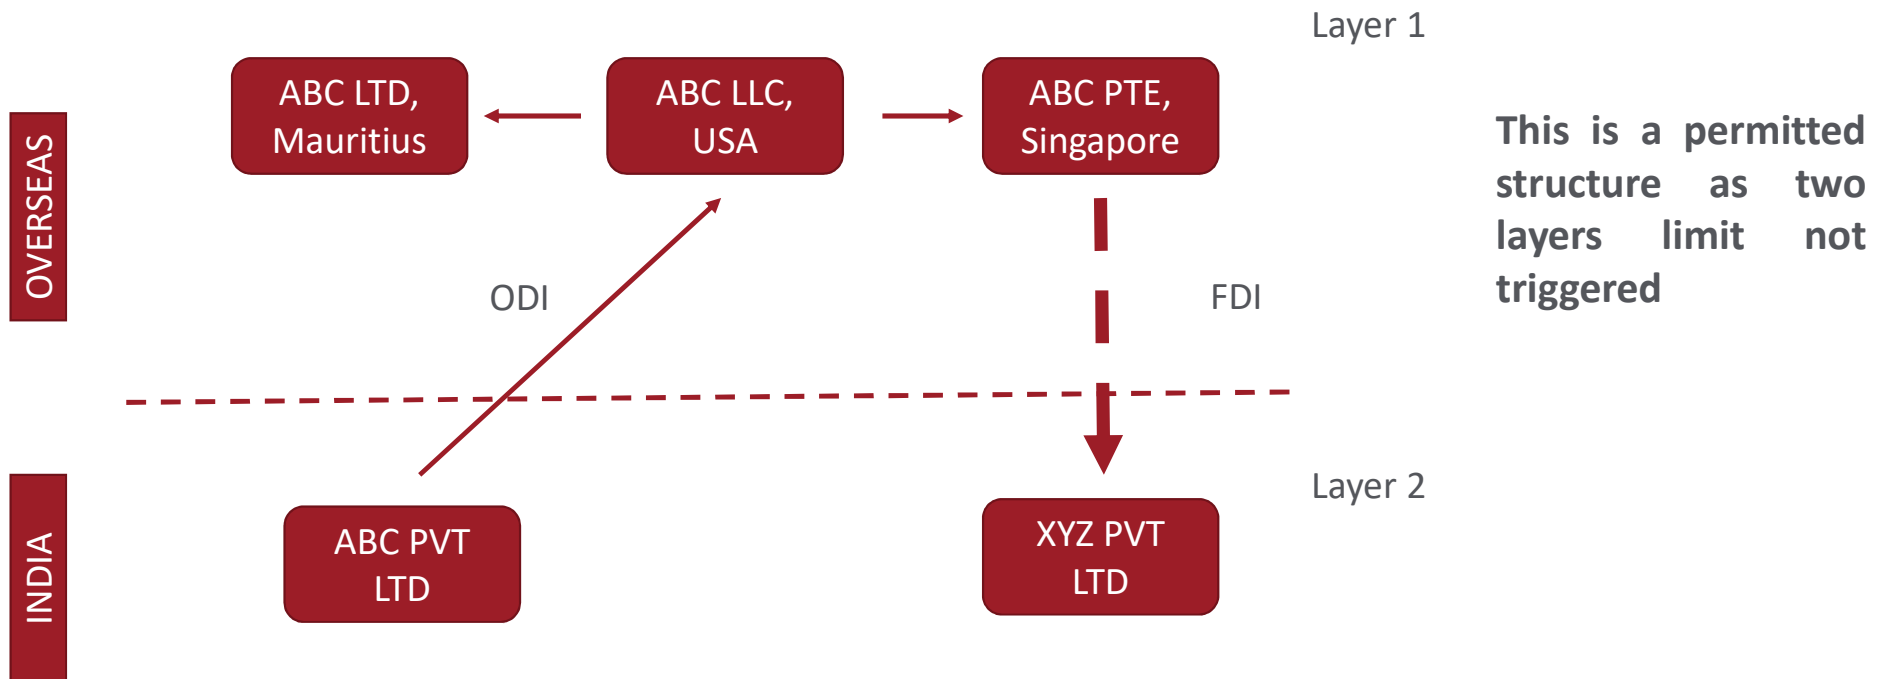 Layer 1
OVERSEAS
ABC LTD,
Mauritius
ABC LLC,
USA
ABC PTE,
Singapore
This is a permitted
structure as two
layers limit not
triggered
ODI
FDI
Layer 2
INDIA
ABC PVT
LTD
XYZ PVT
LTD